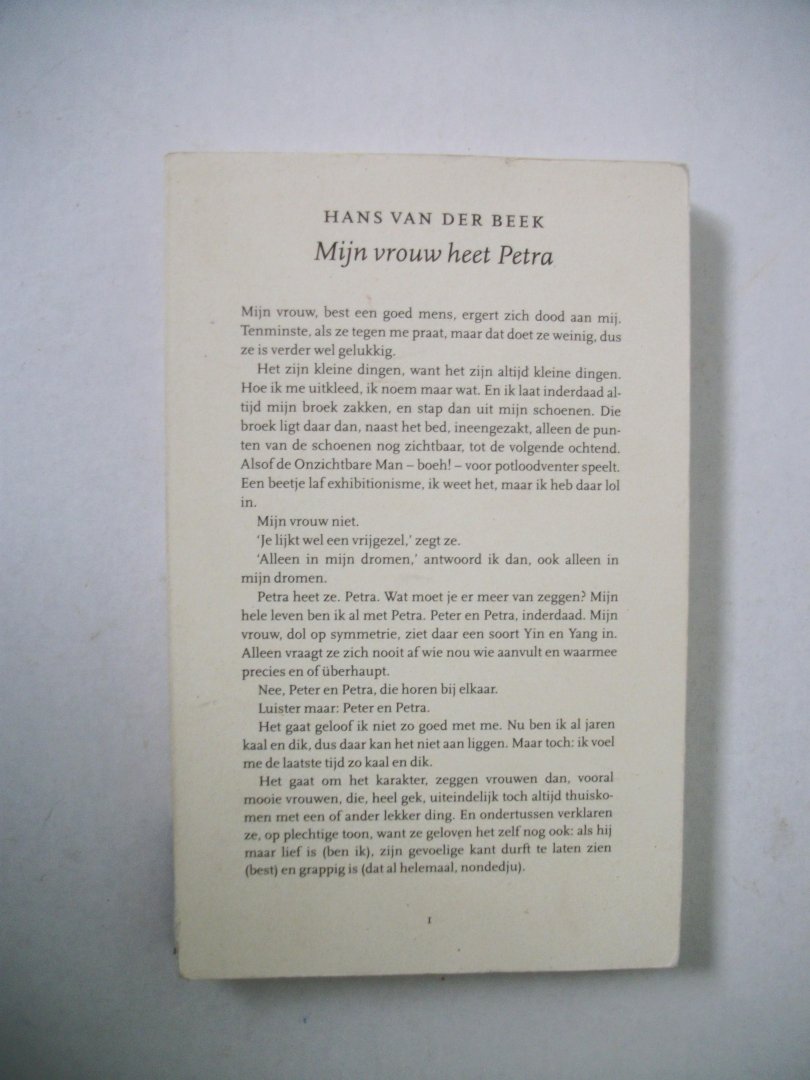 HANS VAN DER BEEK
Mijn vrouw heet Petra
Mijn vrouw, best een goed mens, ergert zich dood aan mij.
Tenminste, als ze tegen me praat, maar dat doet ze weinig, dus
ze is verder wel gelukkig.
Het zijn kleine dingen, want het zijn altijd kleine dingen.
Hoe ik me uitkleed, ik noem maar wat. En ik laat inderdaad al-
tijd mijn broek zakken, en stap dan uit mijn schoenen. Die
broek ligt daar dan, naast het bed, ineengezakt, alleen de pun-
ten van de schoenen nog zichtbaar, tot de volgende ochtend.
Alsof de Onzichtbare Man – boeh! – voor potloodventer speelt.
Een beetje laf exhibitionisme, ik weet het, maar ik heb daar lol
in.
Mijn vrouw niet.
‘Je lijkt wel een vrijgezel,’ zegt ze.
‘Alleen in mijn dromen,’ antwoord ik dan, ook alleen in
mijn dromen.
Petra heet ze. Petra. Wat moet je er meer van zeggen? Mijn
hele leven ben ik al met Petra. Peter en Petra, inderdaad. Mijn
vrouw, dol op symmetrie, ziet daar een soort Yin en Yang in.
Alleen vraagt ze zich nooit af wie nou wie aanvult en waarmee
precies en of überhaupt.
Nee, Peter en Petra, die horen bij elkaar.
Luister maar: Peter en Petra.
Het gaat geloof ik niet zo goed met me. Nu ben ik al jaren
kaal en dik, dus daar kan het niet aan liggen. Maar toch: ik voel
me de laatste tijd zo kaal en dik.
Het gaat om het karakter, zeggen vrouwen dan, vooral
mooie vrouwen, die, heel gek, uiteindelijk toch altijd thuisko-
men met een of ander lekker ding. En ondertussen verklaren
ze, op plechtige toon, want ze geloven het zelf nog ook: als hij
maar lief is (ben ik), zijn gevoelige kant durft te laten zien
(best) en grappig is (dat al helemaal, nondedju).
1